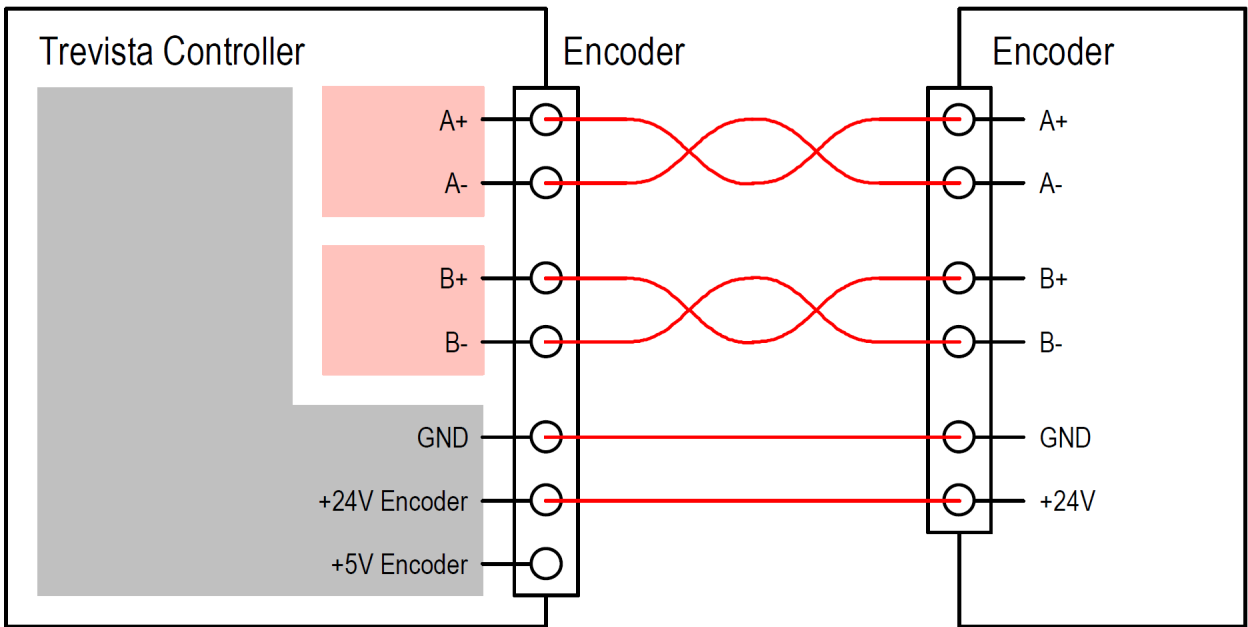 Trevista Controller
Encoder
Encoder
A+
A+
A-
A-
B+
B+
B-
B-
GND
GND
+24V Encoder
+24V
+5V Encoder